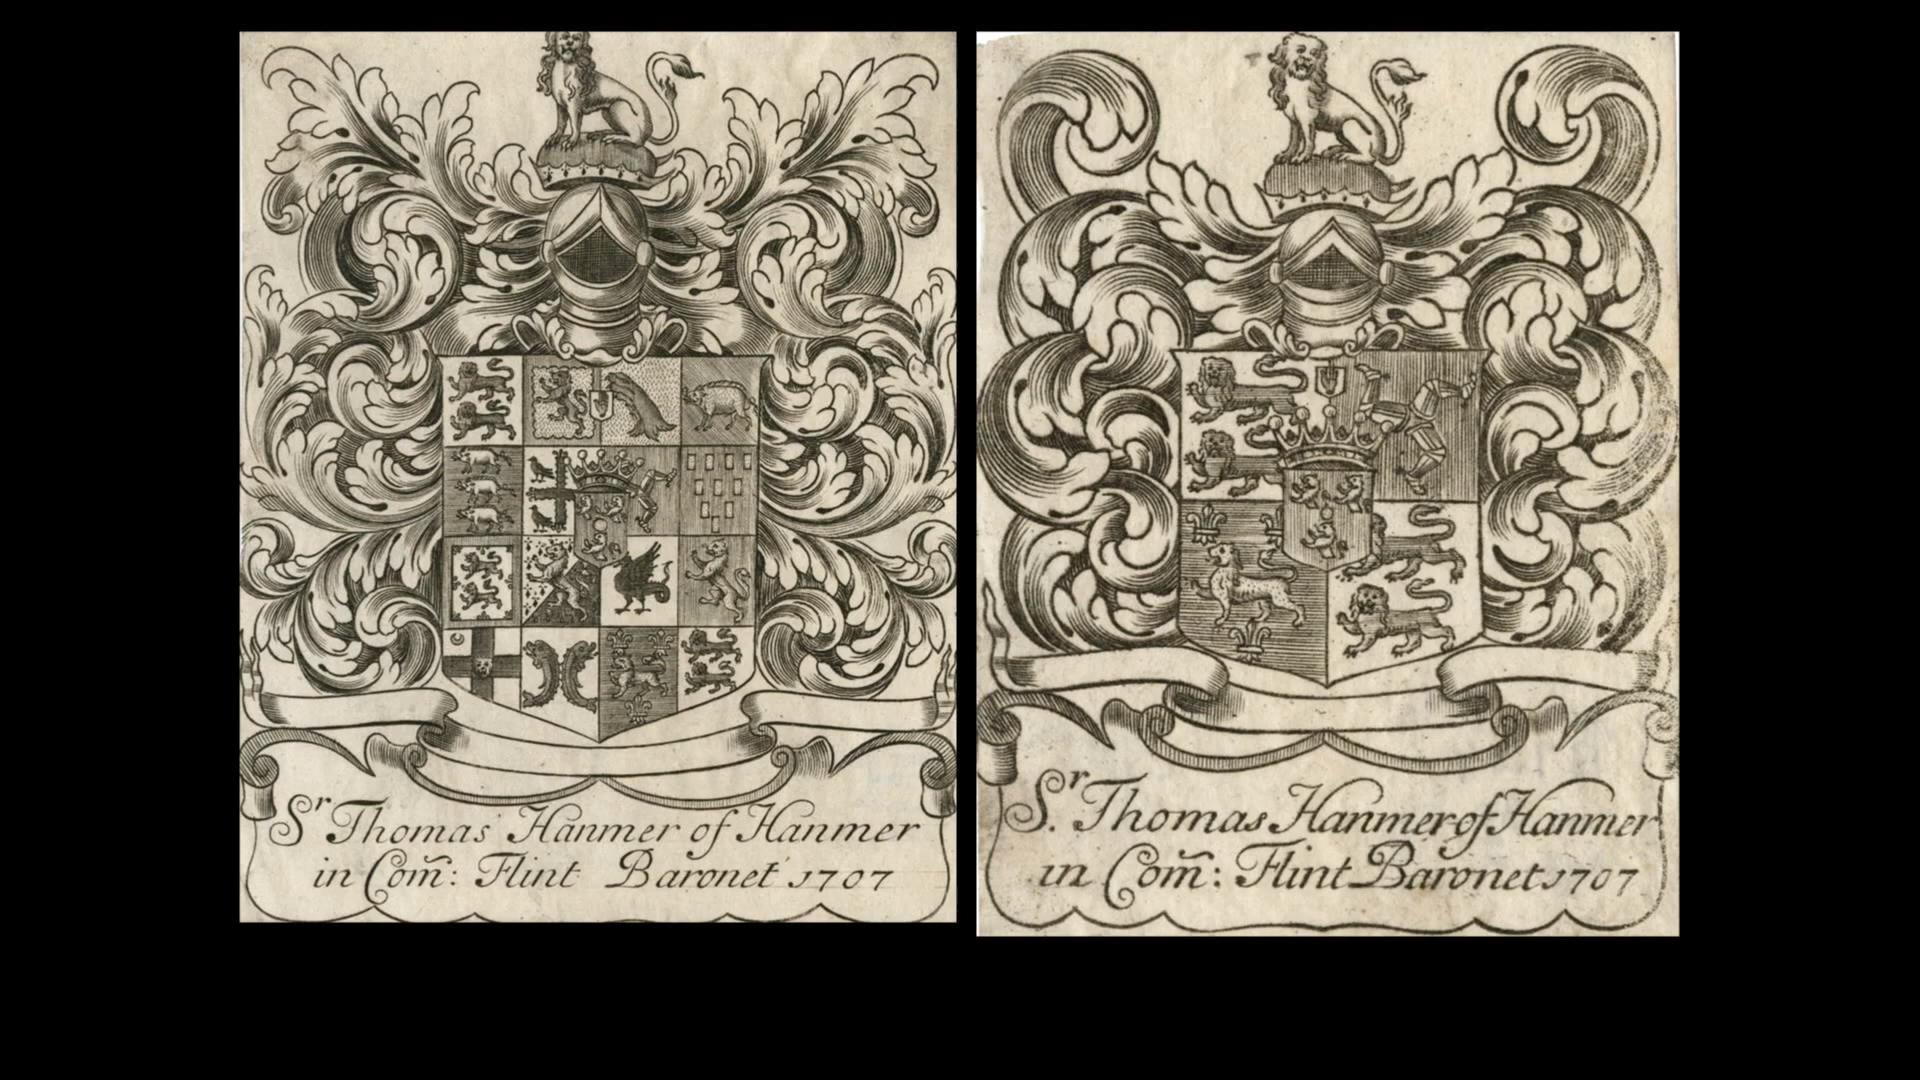 Sr Thomas Hanmer of Hanmer
in Com̃: Flint Baronet 1707
Sr. Thomas Hanmer of Hanmer
in Com̃: Flint Baronet 1707